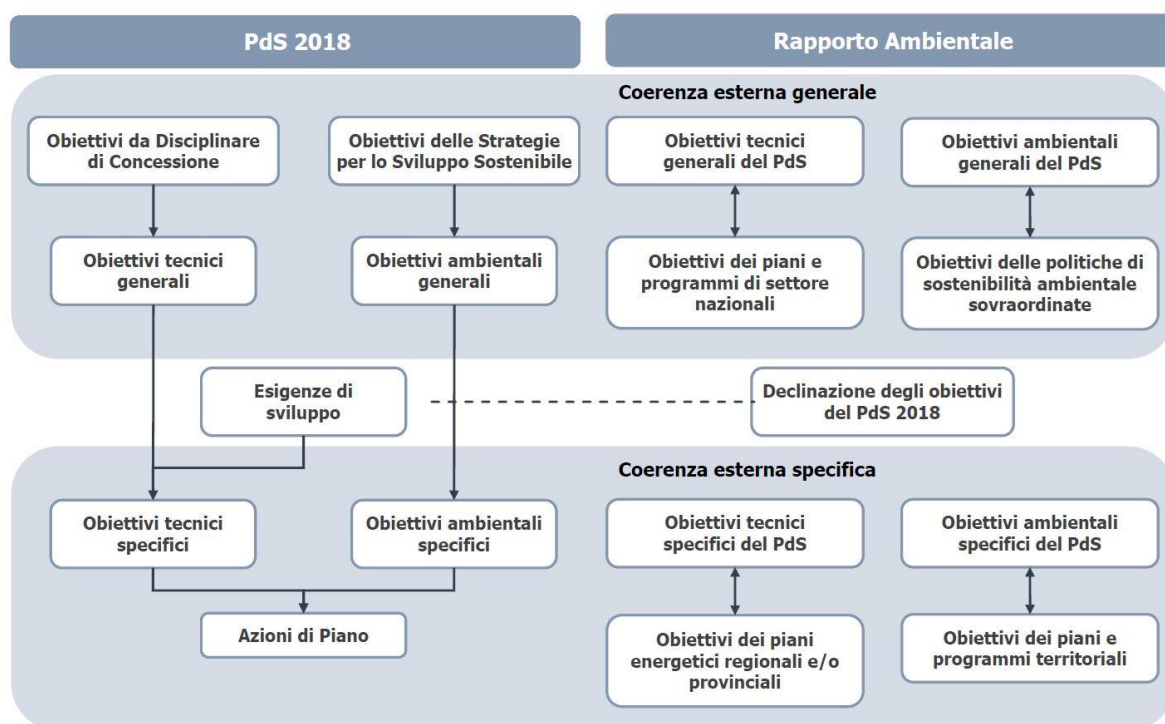 PdS 2018
Rapporto Ambientale
Coerenza esterna generale
Obiettivi da Disciplinare
di Concessione
Obiettivi delle Strategie
per lo Sviluppo Sostenibile
Obiettivi tecnici
generali del PdS
Obiettivi ambientali
generali del PdS
Obiettivi tecnici
generali
Obiettivi ambientali
generali
Obiettivi dei piani e
programmi di settore
nazionali
Obiettivi delle politiche di
sostenibilità ambientale
sovraordinate
Esigenze di
sviluppo
Declinazione degli obiettivi
del PdS 2018
Coerenza esterna specifica
Obiettivi tecnici
specifici
Obiettivi ambientali
specifici
Obiettivi tecnici
specifici del PdS
Obiettivi ambientali
specifici del PdS
Azioni di Piano
Obiettivi dei piani
energetici regionali e/o
provinciali
Obiettivi dei piani e
programmi territoriali